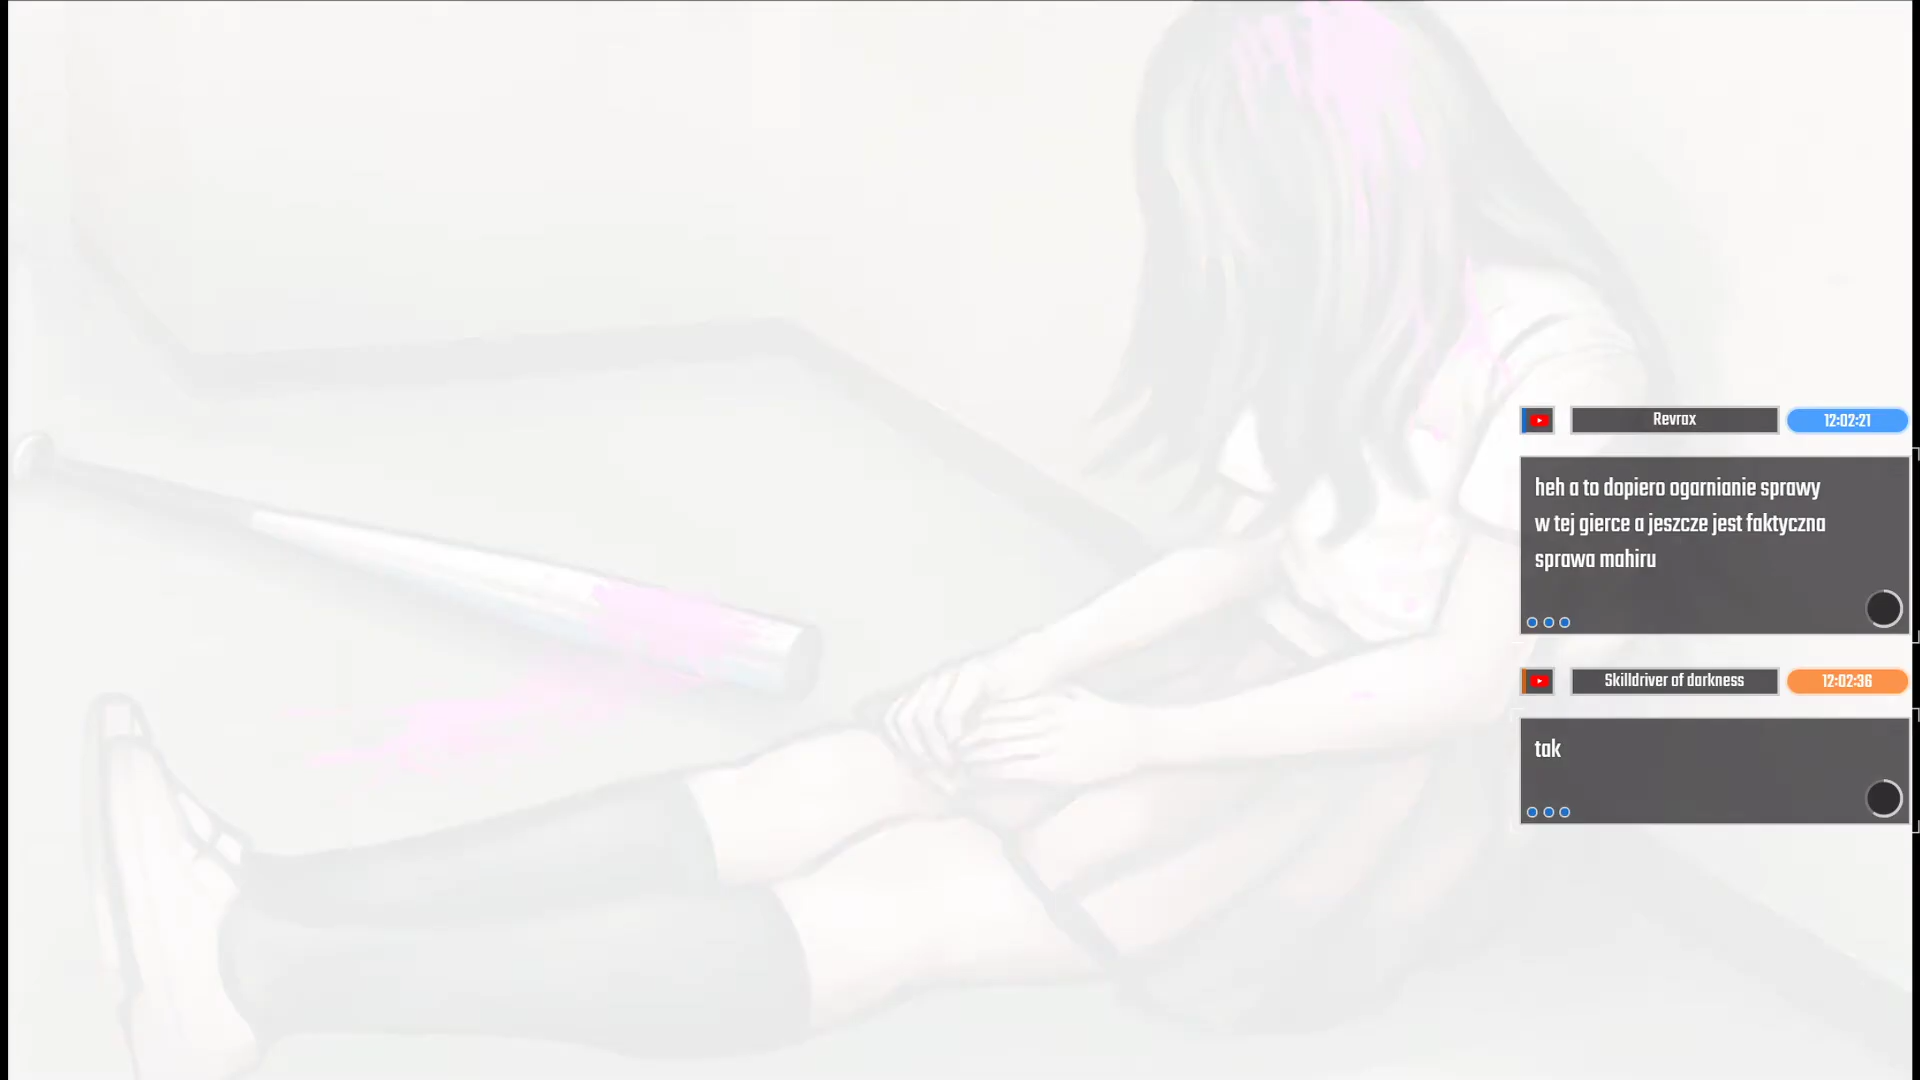 Revrax
12:02:21
heh a to dopiero ogarnianie sprawy
w tej gierce a jeszcze jest faktyczna
sprawa mahiru
Skilldriver of darkness
12:02:36
tak